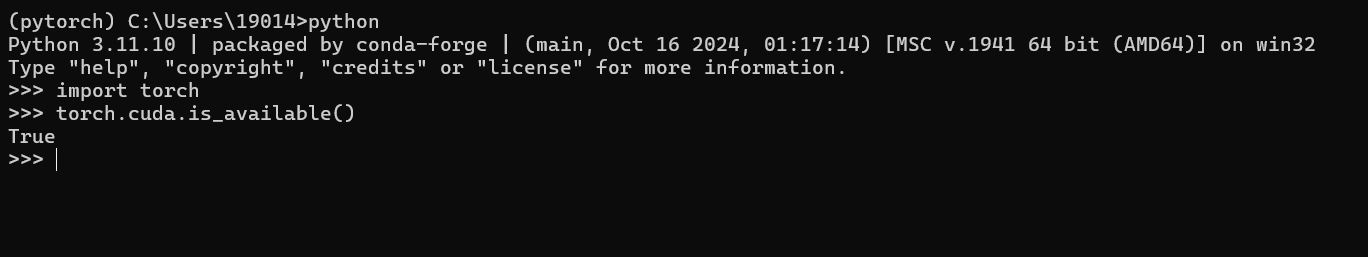 (pytorch) C:\Users\19014>python
Python 3.11.10 | packaged by conda-forge | (main, Oct 16 2024, 01:17:14) [MSC v.1941 64 bit (AMD64)] on win32
Type "help", "copyright", "credits" or "license" for more information.
>>> import torch
>>> torch.cuda.is_available()
True
>>>